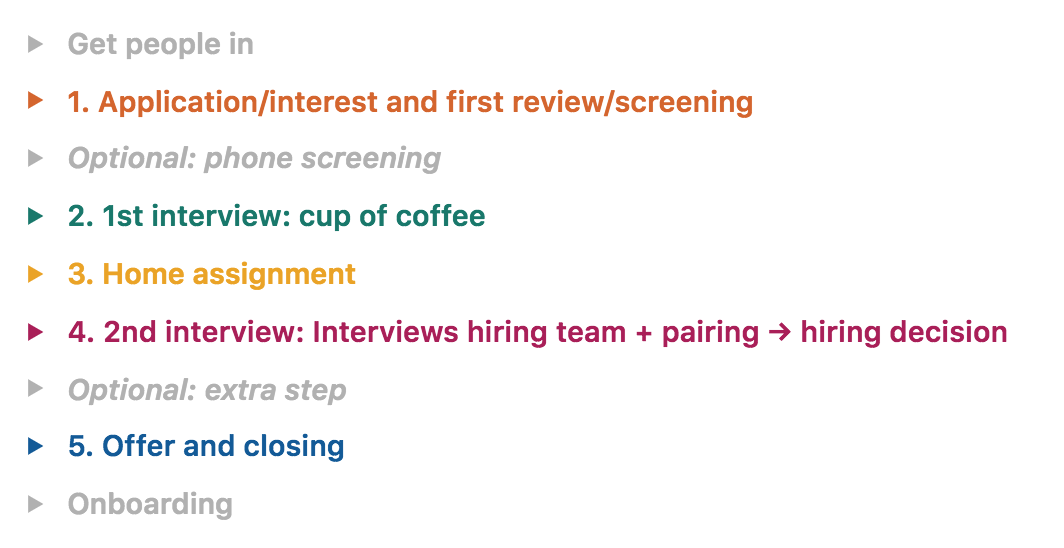 Get people in
1. Application/interest and first review/screening
Optional: phone screening
2. 1st interview: cup of coffee
3. Home assignment
4. 2nd interview: Interviews hiring team + pairing → hiring decision
Optional: extra step
5. Offer and closing
Onboarding